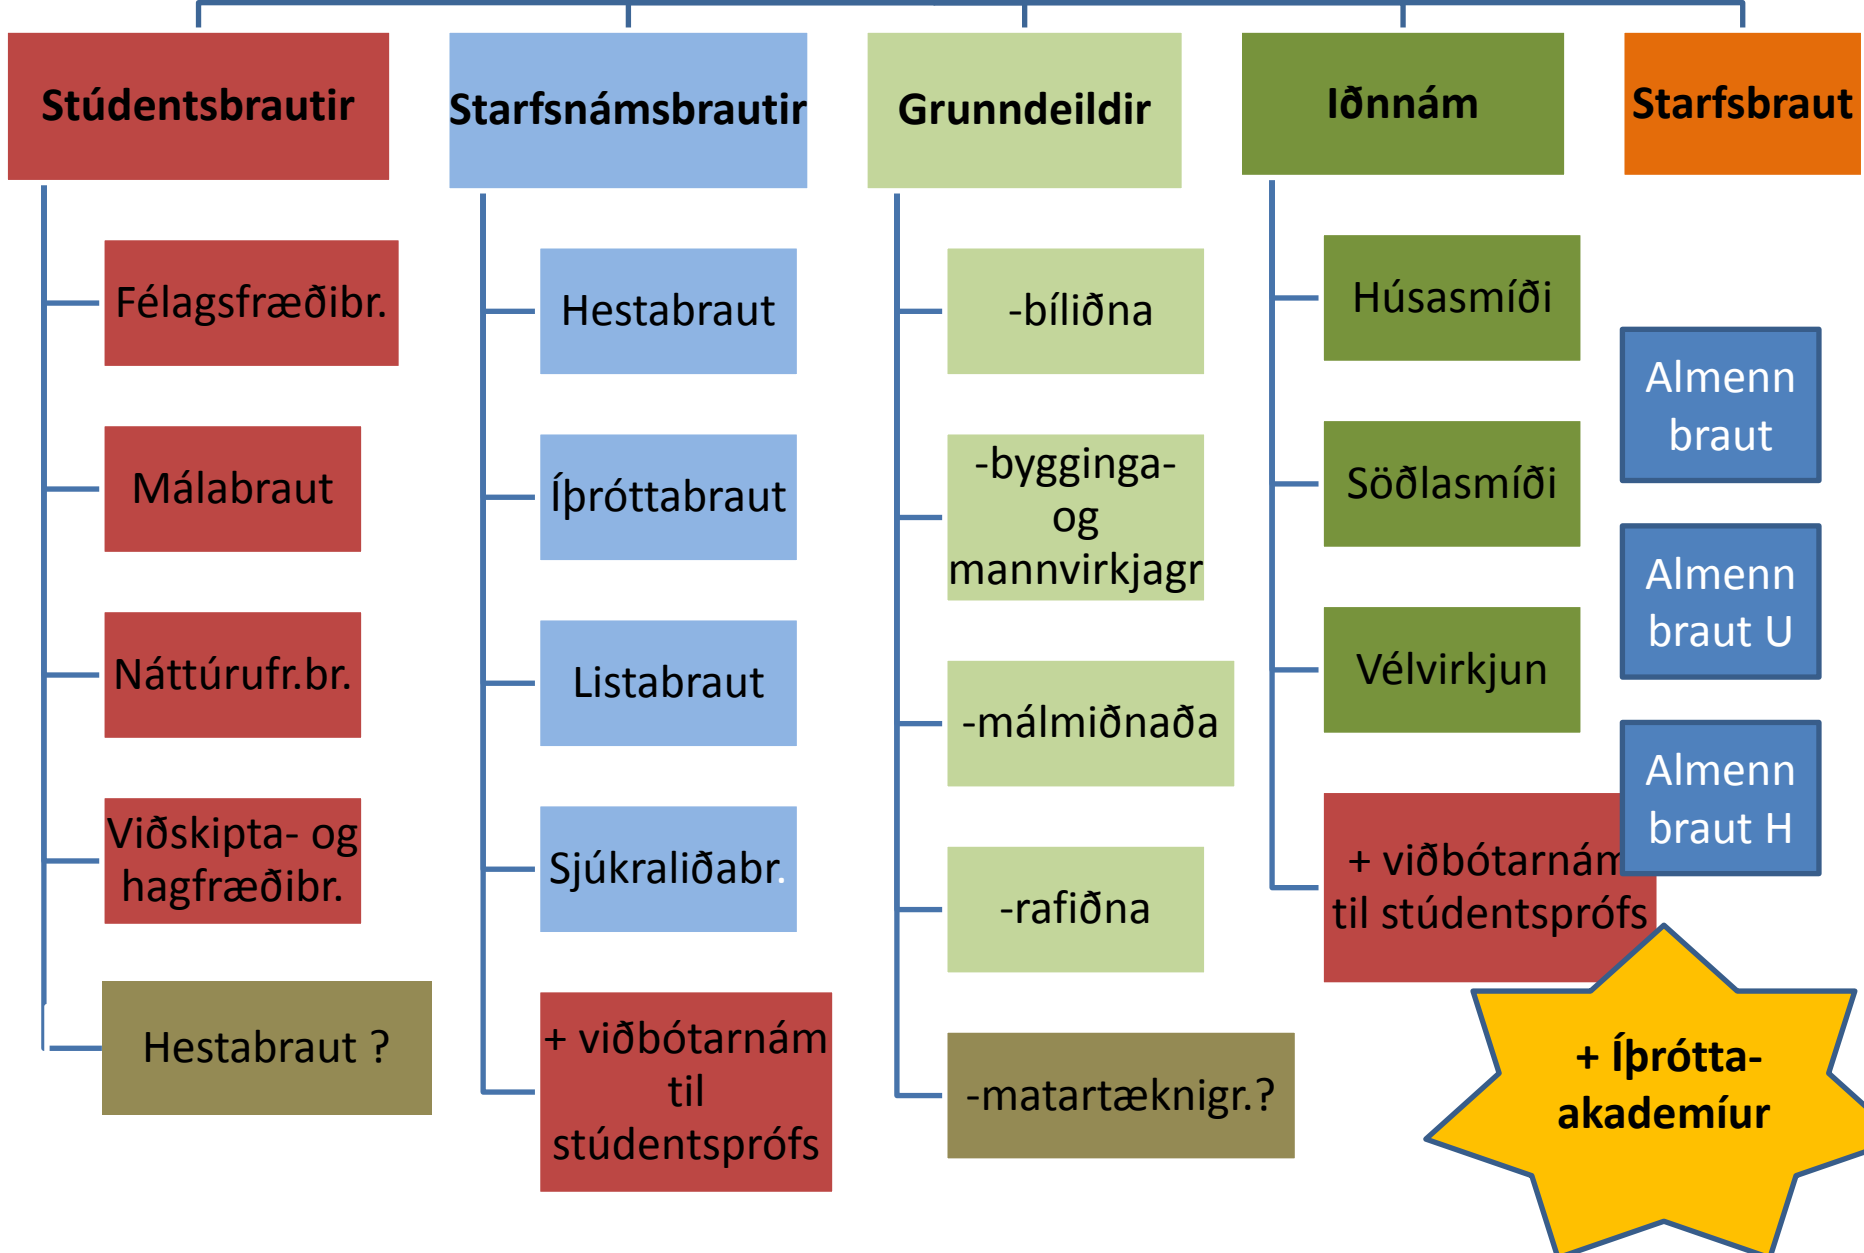 Stúdentsbrautir
Félagsfræðibr.
Málabraut
Náttúrufr.br.
Viðskipta- og
hagfræðibr.
Hestabraut ?
Starfsnámsbrautir
Hestabraut
Íþróttabraut
Listabraut
Sjúkraliðabr.
+ viðbótarnám
til
stúdentsprófs
Grunndeildir
-bíliðna
-bygginga-
og
mannvirkjagr
-málmiðnaða
-rafiðna
-matartæknigr.?
Iðnnám
Húsasmíði
Söðlasmíði
Vélvirkjun
+ viðbótarnám
til stúdentsprófs
Starfsbraut
Almenn
braut
Almenn
braut U
Almenn
braut H
+ Íþrótta-
akademíur